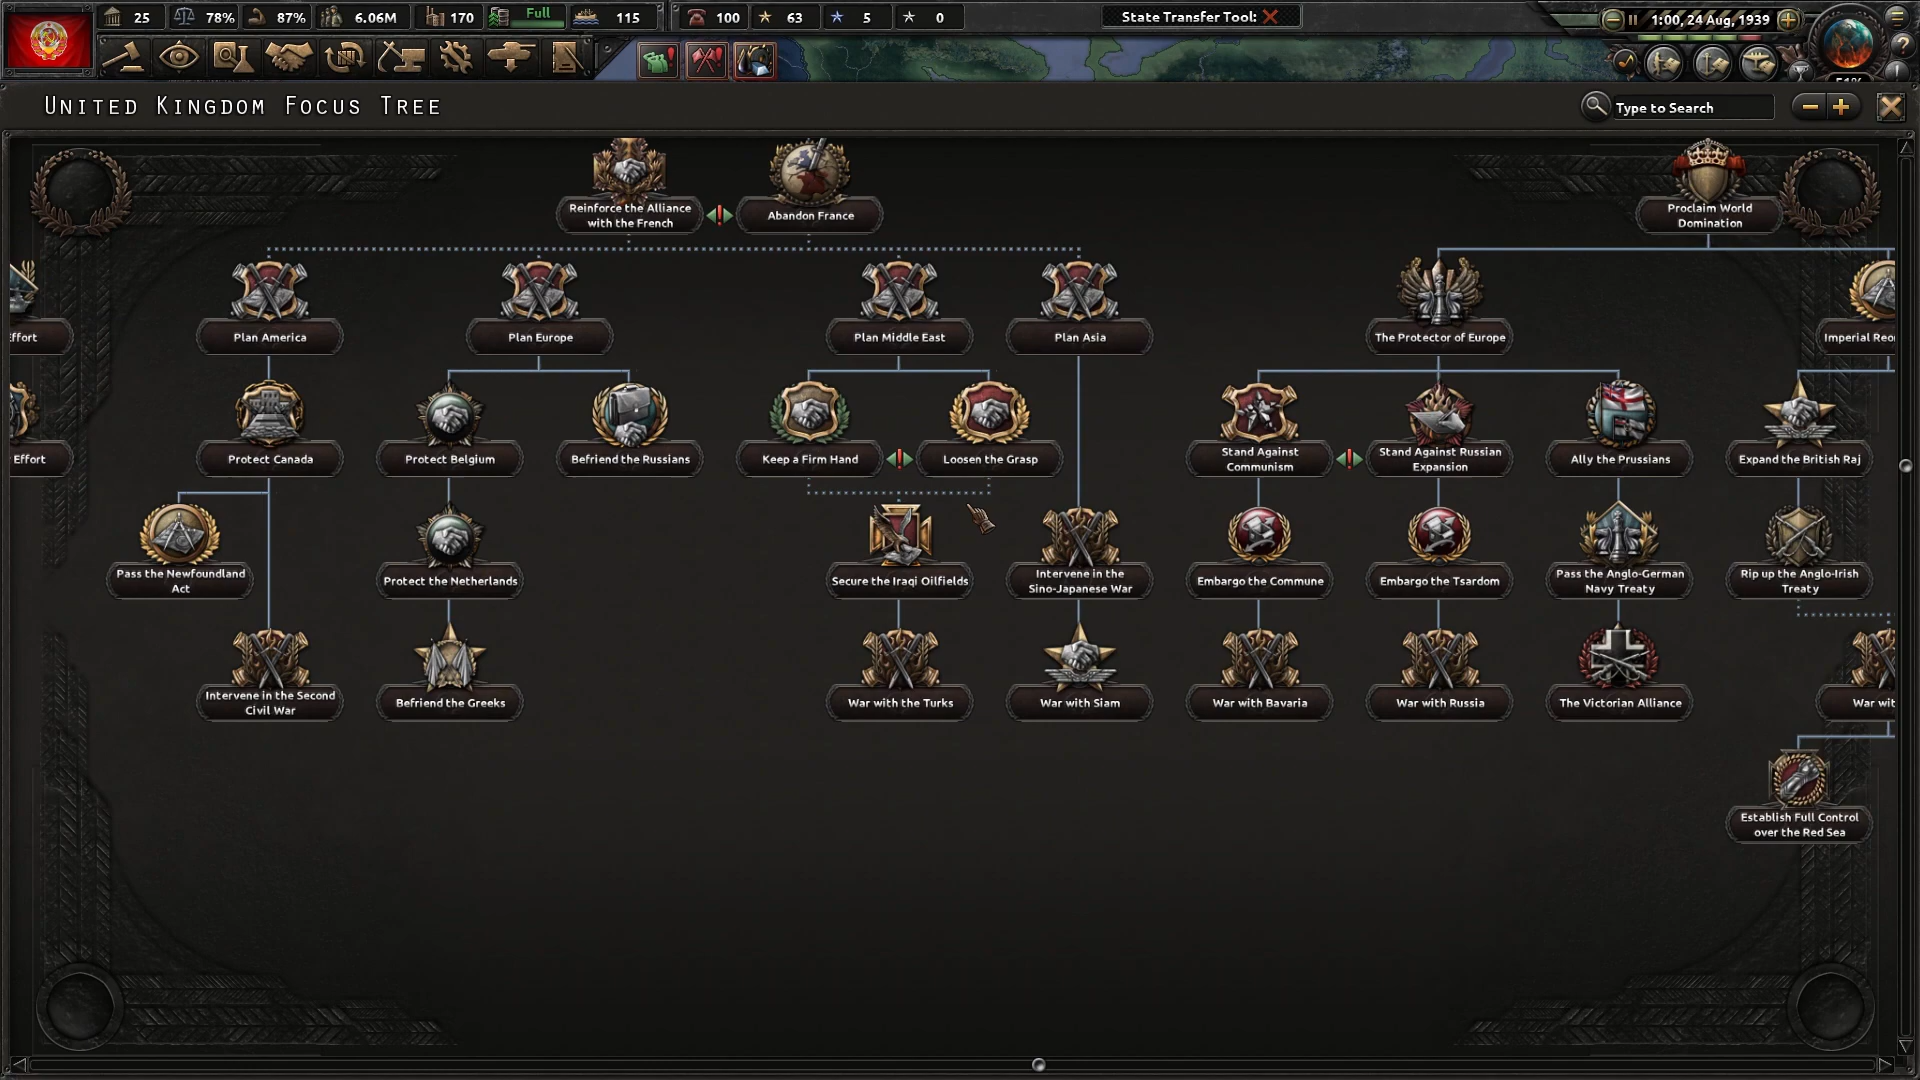 25
78%
87%
6.06M
170
Full
115
100
63
5
0
State Transfer Tool:
1:00, 24 Aug, 1939
51%
United Kingdom Focus Tree
Type to Search
Reinforce the Alliance
with the French
Abandon France
Proclaim World
Domination
Effort
Plan America
Plan Europe
Plan Middle East
Plan Asia
The Protector of Europe
Imperial Reor
Effort
Protect Canada
Protect Belgium
Befriend the Russians
Keep a Firm Hand
Loosen the Grasp
Stand Against
Communism
Stand Against Russian
Expansion
Ally the Prussians
Expand the British Raj
Pass the Newfoundland
Act
Protect the Netherlands
Secure the Iraqi Oilfields
Intervene in the
Sino-Japanese War
Embargo the Commune
Embargo the Tsardom
Pass the Anglo-German
Navy Treaty
Rip up the Anglo-Irish
Treaty
Intervene in the Second
Civil War
Befriend the Greeks
War with the Turks
War with Siam
War with Bavaria
War with Russia
The Victorian Alliance
War wit
Establish Full Control
over the Red Sea